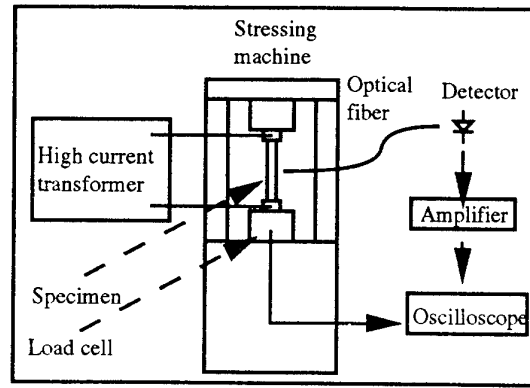 Stressing
machine
Optical
fiber
Detector
High current
transformer
Amplifier
Specimen
Load cell
Oscilloscope